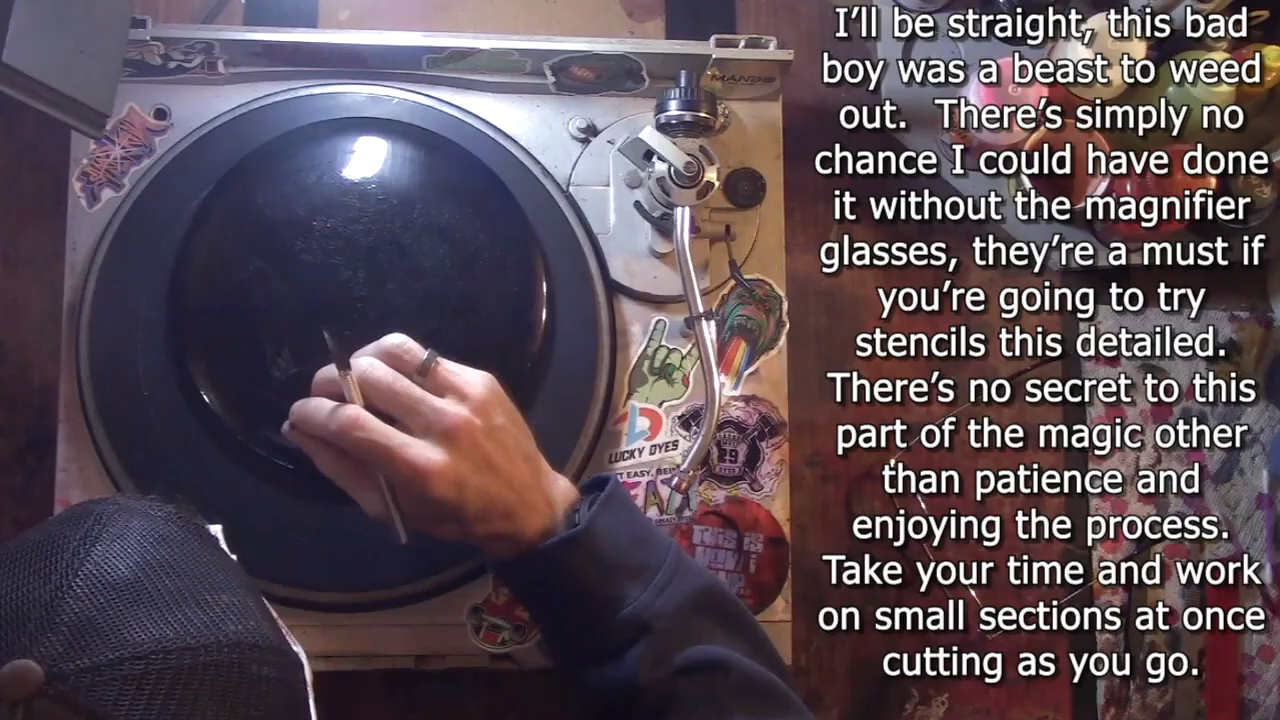 I'll be straight, this bad
boy was a beast to weed
out. There's simply no
chance I could have done
it without the magnifier
glasses, they're a must if
you're going to try
stencils this detailed.
There's no secret to this
part of the magic other
than patience and
enjoying the process.
Take your time and work
on small sections at once
cutting as you go.
LUCKY DYES
29